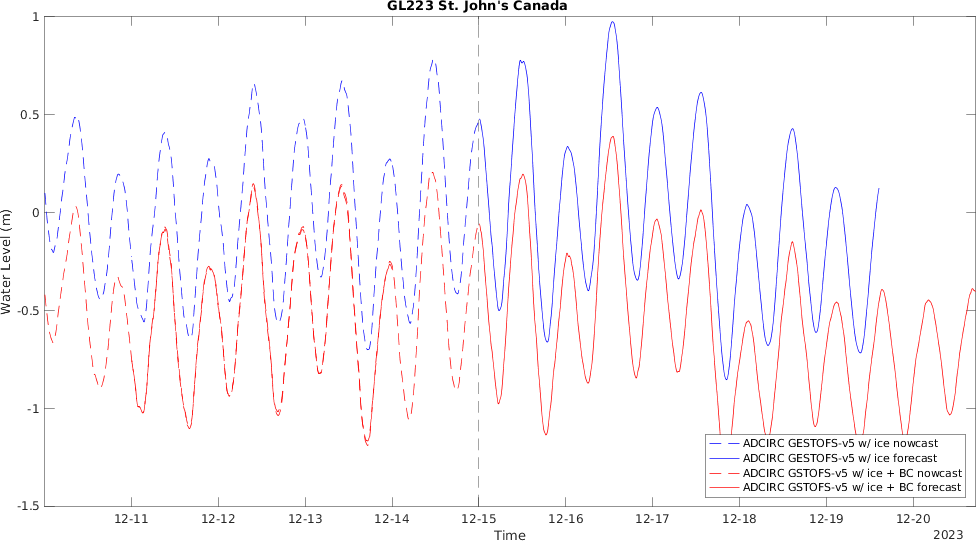 GL223 St. John's Canada
1
0.5
0
-0.5
-1
-1.5
Water Level (m)
ADCIRC GESTOFS-v5 w/ ice nowcast
ADCIRC GESTOFS-v5 w/ ice forecast
ADCIRC GSTOFS-v5 w/ ice + BC nowcast
ADCIRC GSTOFS-v5 w/ ice + BC forecast
12-11 12-12 12-13 12-14 12-15 12-16 12-17 12-18 12-19 12-20
Time
2023